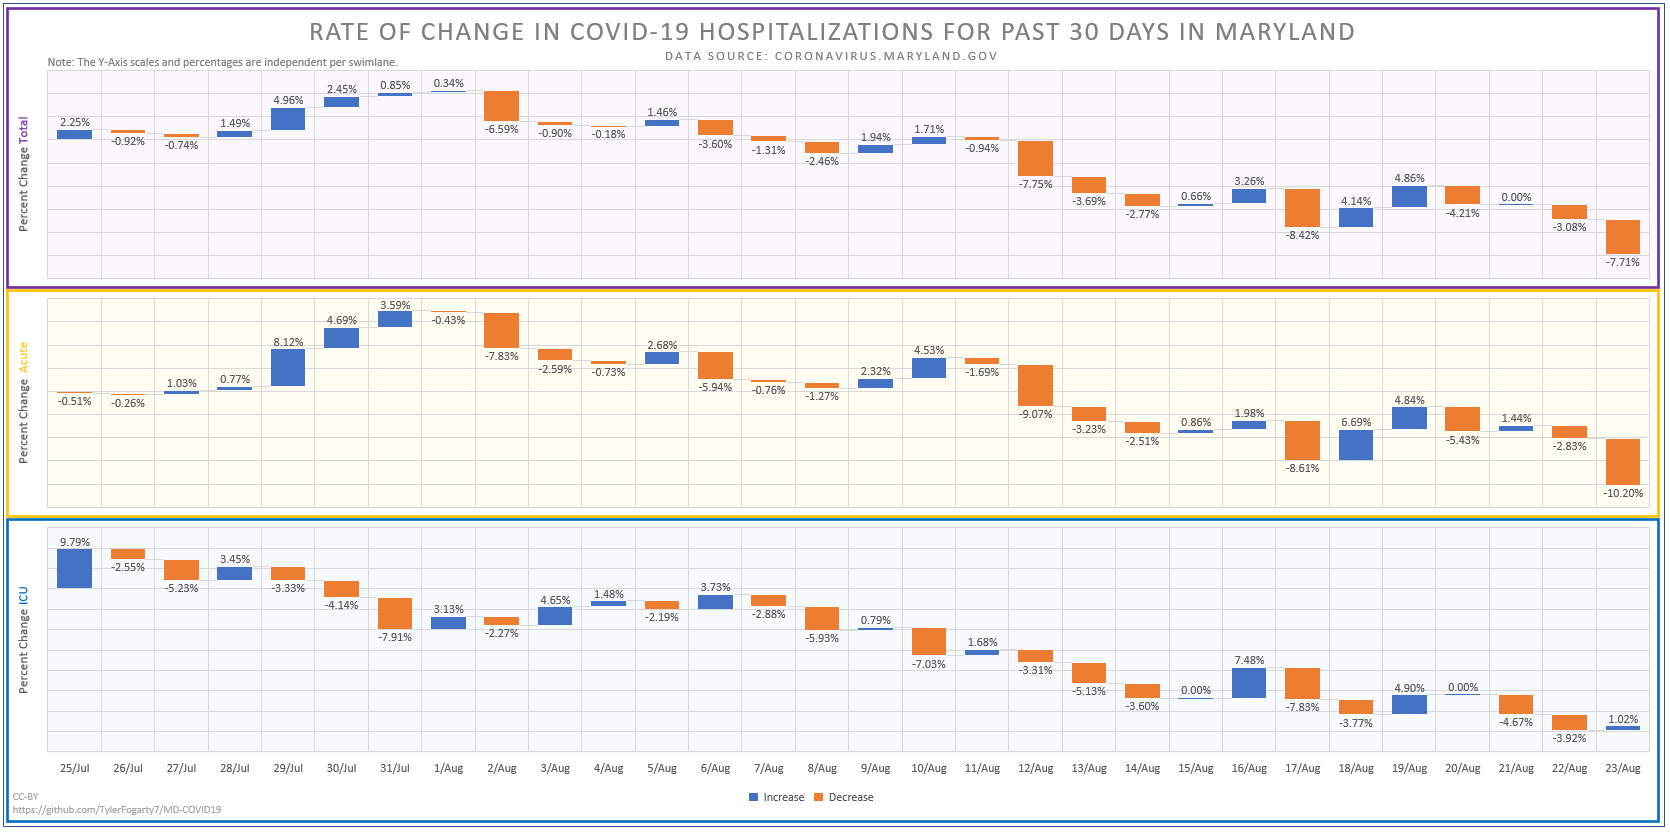 RATE OF CHANGE IN COVID-19 HOSPITALIZATIONS FOR PAST 30 DAYS IN MARYLAND
DATA SOURCE: CORONAVIRUS.MARYLAND.GOV
Note: The Y-Axis scales and percentages are independent per swimlane.
Percent Change Total
2.25% -0.92% -0.74% 1.49% 4.96% 2.45% 0.85% 0.34% -6.59% -0.90% -0.18% 1.46% -3.60% -1.31% -2.46% 1.94% 1.71% -0.94% -7.75% -3.69% -2.77% 0.66% 3.26% -8.42% 4.14% 4.86% -4.21% 0.00% -3.08% -7.71%
Percent Change Acute
-0.51% -0.26% 1.03% 0.77% 8.12% 4.69% 3.59% -0.43% -7.83% -2.59% -0.73% 2.68% -5.94% -0.76% -1.27% 2.32% 4.53% -1.69% -9.07% -3.23% -2.51% 0.86% 1.98% -8.61% 6.69% 4.84% -5.43% 1.44% -2.83% -10.20%
Percent Change ICU
9.79% -2.55% -5.23% 3.45% -3.33% -4.14% -7.91% 3.13% -2.27% 4.65% 1.48% -2.19% 3.73% -2.88% -5.93% 0.79% -7.03% 1.68% -3.31% -5.13% -3.60% 0.00% 7.48% -7.83% -3.77% 4.90% 0.00% -4.67% -3.92% 1.02%
25/Jul 26/Jul 27/Jul 28/Jul 29/Jul 30/Jul 31/Jul 1/Aug 2/Aug 3/Aug 4/Aug 5/Aug 6/Aug 7/Aug 8/Aug 9/Aug 10/Aug 11/Aug 12/Aug 13/Aug 14/Aug 15/Aug 16/Aug 17/Aug 18/Aug 19/Aug 20/Aug 21/Aug 22/Aug 23/Aug
Increase Decrease
CC-BY
https://github.com/TylerFogarty7/MD-COVID19